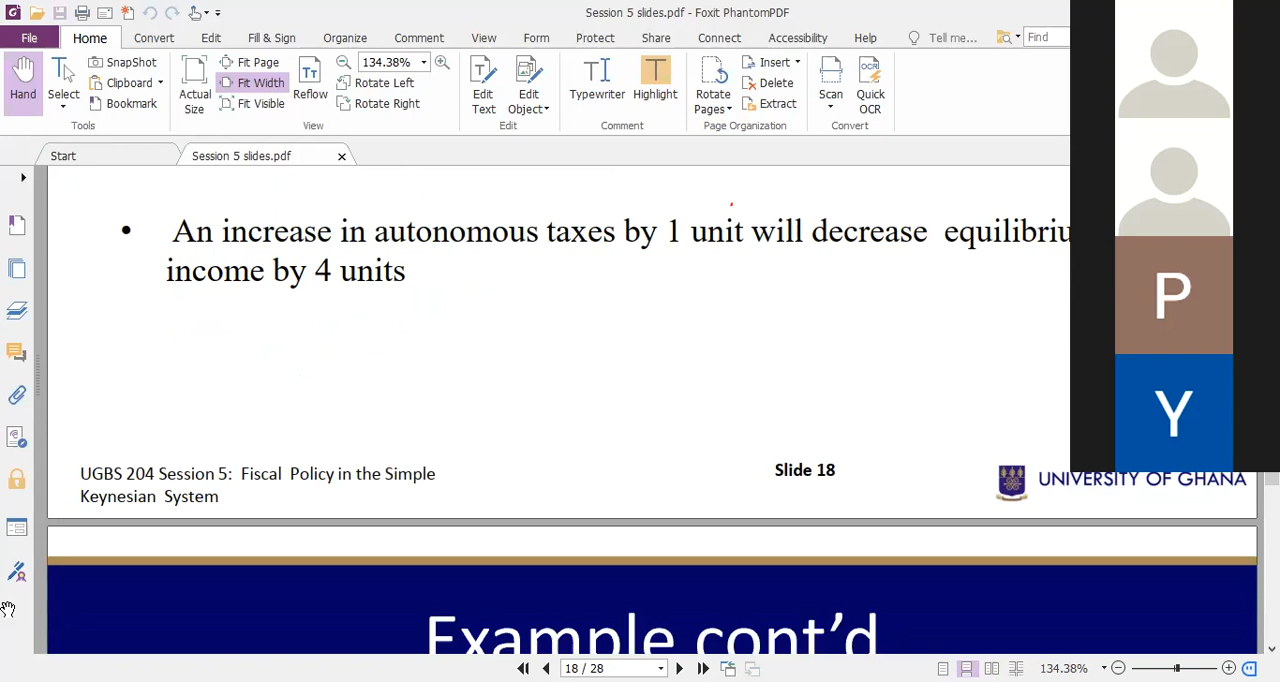 Session 5 slides.pdf - Foxit PhantomPDF
File Home Convert Edit Fill & Sign Organize Comment View Form Protect Share Connect Accessibility Help Tell me... Find
Hand
Select
SnapShot
Clipboard
Bookmark
Tools
Actual Size
Fit Page
Fit Width
Fit Visible
Reflow
134.38%
Rotate Left
Rotate Right
View
Edit Text
Edit Object
Edit
Typewriter
Highlight
Comment
Rotate Pages
Insert
Delete
Extract
Page Organization
Scan
Quick OCR
Convert
Start
Session 5 slides.pdf
• An increase in autonomous taxes by 1 unit will decrease equilibriu
income by 4 units
P
Y
UGBS 204 Session 5: Fiscal Policy in the Simple
Keynesian System
Slide 18
UNIVERSITY OF GHANA
Example cont’d
18 / 28
134.38%